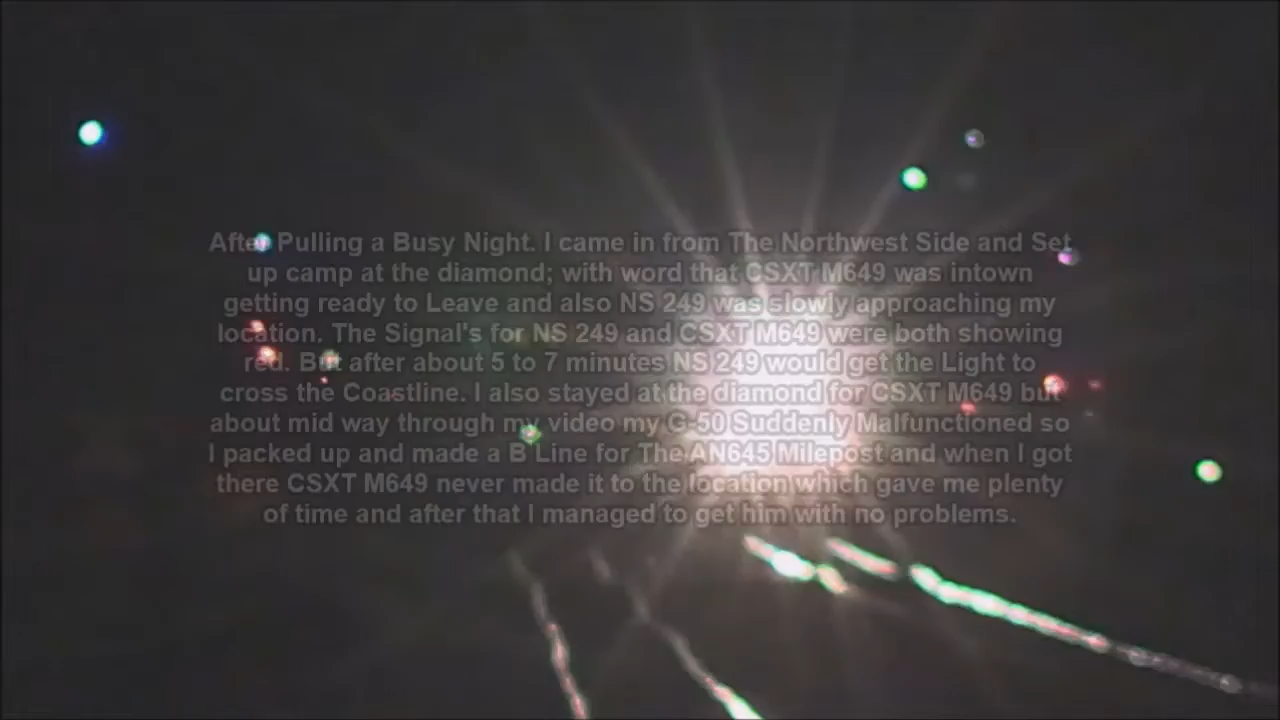 After Pulling a Busy Night. I came in from The Northwest Side and Set
up camp at the diamond; with word that CSXT M649 was intown
getting ready to Leave and also NS 249 was slowly approaching my
location. The Signal's for NS 249 and CSXT M649 were both showing
red. But after about 5 to 7 minutes NS 249 would get the Light to
cross the Coastline. I also stayed at the diamond for CSXT M649 but
about mid way through my video my G-50 Suddenly Malfunctioned so
I packed up and made a B Line for The AN645 Milepost and when I got
there CSXT M649 never made it to the location which gave me plenty
of time and after that I managed to get him with no problems.